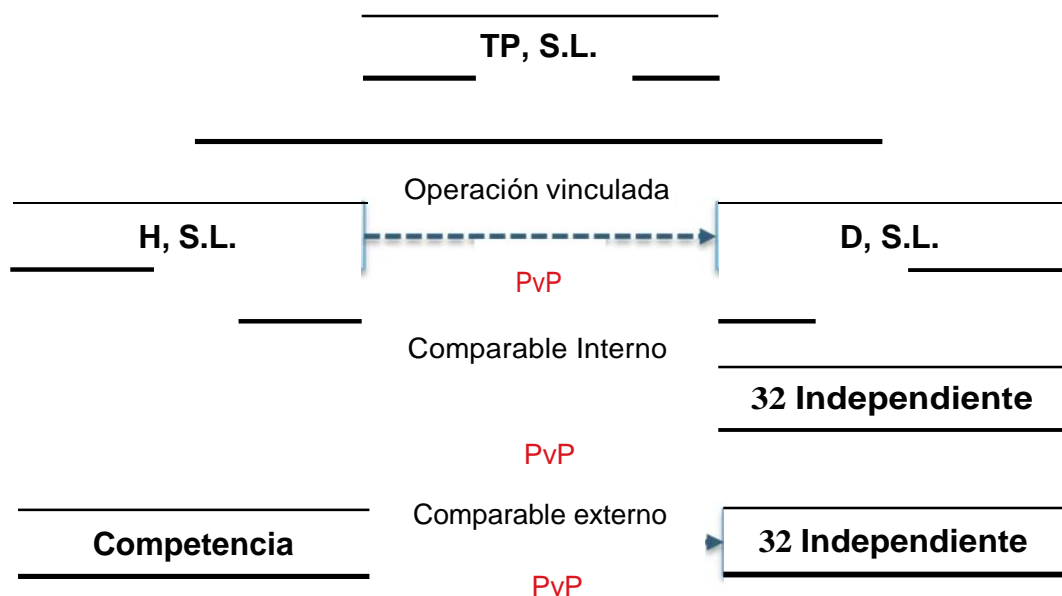 TP, S.L.
Operación vinculada
H, S.L.
D, S.L.
PvP
Comparable Interno
32 Independiente
PvP
Comparable externo
Competencia
32 Independiente
PvP